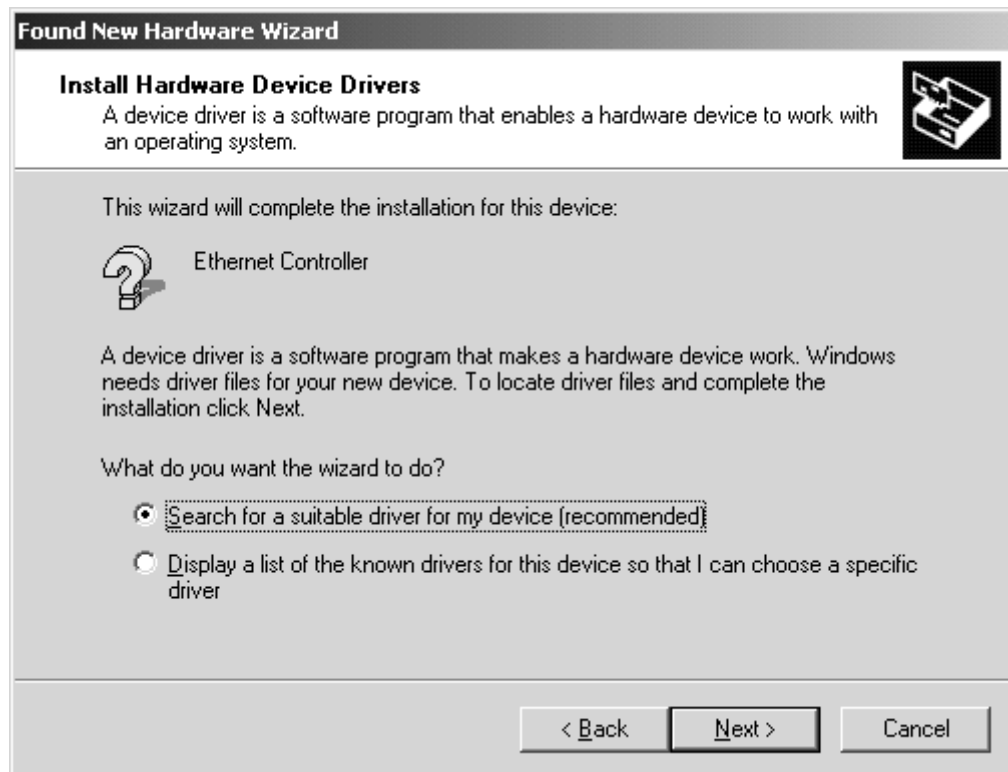 Found New Hardware Wizard
Install Hardware Device Drivers
A device driver is a software program that enables a hardware device to work with
an operating system.
This wizard will complete the installation for this device:
Ethernet Controller
A device driver is a software program that makes a hardware device work. Windows
needs driver files for your new device. To locate driver files and complete the
installation click Next.
What do you want the wizard to do?
Search for a suitable driver for my device (recommended)
Display a list of the known drivers for this device so that I can choose a specific
driver
< Back
Next >
Cancel